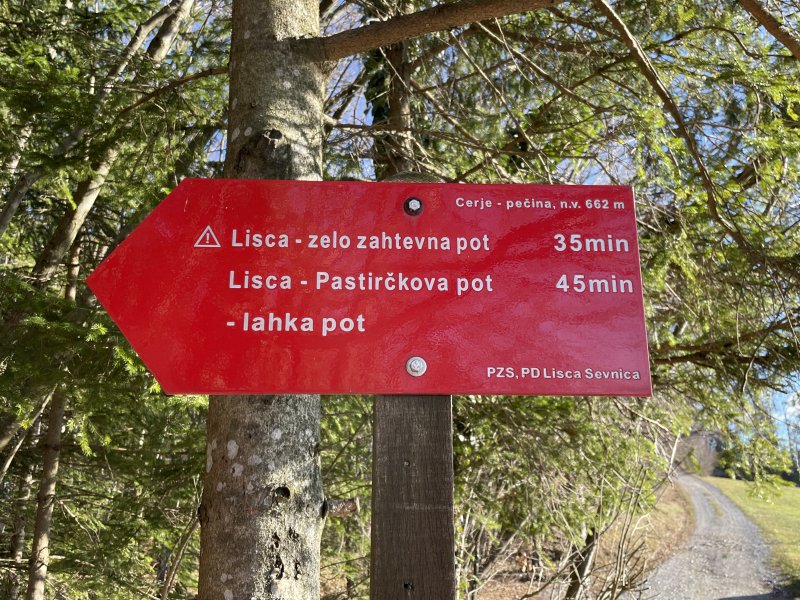 Cerje - pečina, n.v. 662 m
Lisca - zelo zahtevna pot 35min
Lisca - Pastirčkova pot 45min
- lahka pot
PZS, PD Lisca Sevnica